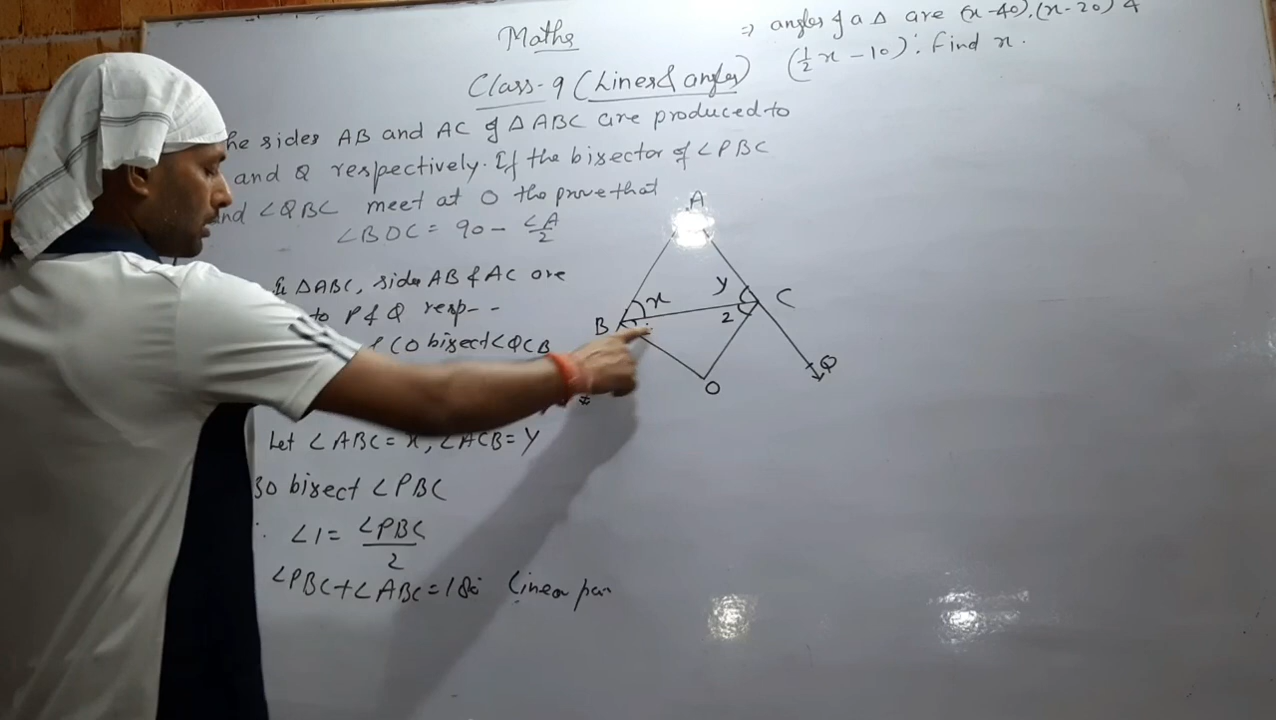 Maths
Class-9 (Lines & angles)
⇒ angles of a Δ are (x-40), (x-20) &
(½x - 10)°. Find x.
he sides AB and AC of ΔABC are produced to
and Q respectively. If the bisector of ∠PBC
and ∠QBC meet at O the prove that
∠BOC = 90 - ∠A/2
ΔABC, sides AB & AC are
to P & Q resp--
CO bisect ∠QCB
Let ∠ABC = x, ∠ACB = y
BO bisect ∠PBC
∴ ∠1 = ∠PBC/2
∠PBC + ∠ABC = 180° Linear pair
A
x
y
B
C
2
O
Q